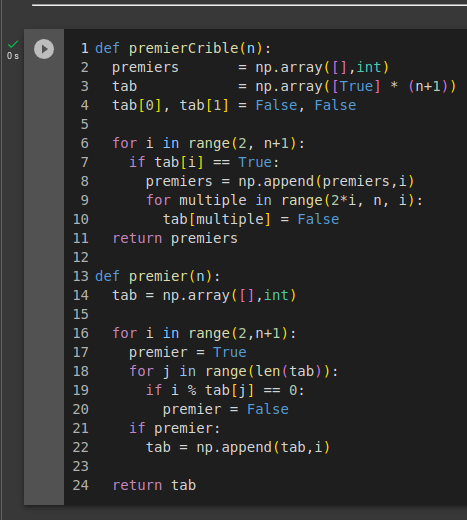 0 s
1 def premierCrible(n):
2   premiers       = np.array([],int)
3   tab            = np.array([True] * (n+1))
4   tab[0], tab[1] = False, False
5
6   for i in range(2, n+1):
7     if tab[i] == True:
8       premiers = np.append(premiers,i)
9       for multiple in range(2*i, n, i):
10         tab[multiple] = False
11   return premiers
12
13 def premier(n):
14   tab = np.array([],int)
15
16   for i in range(2,n+1):
17     premier = True
18     for j in range(len(tab)):
19       if i % tab[j] == 0:
20         premier = False
21     if premier:
22       tab = np.append(tab,i)
23
24   return tab